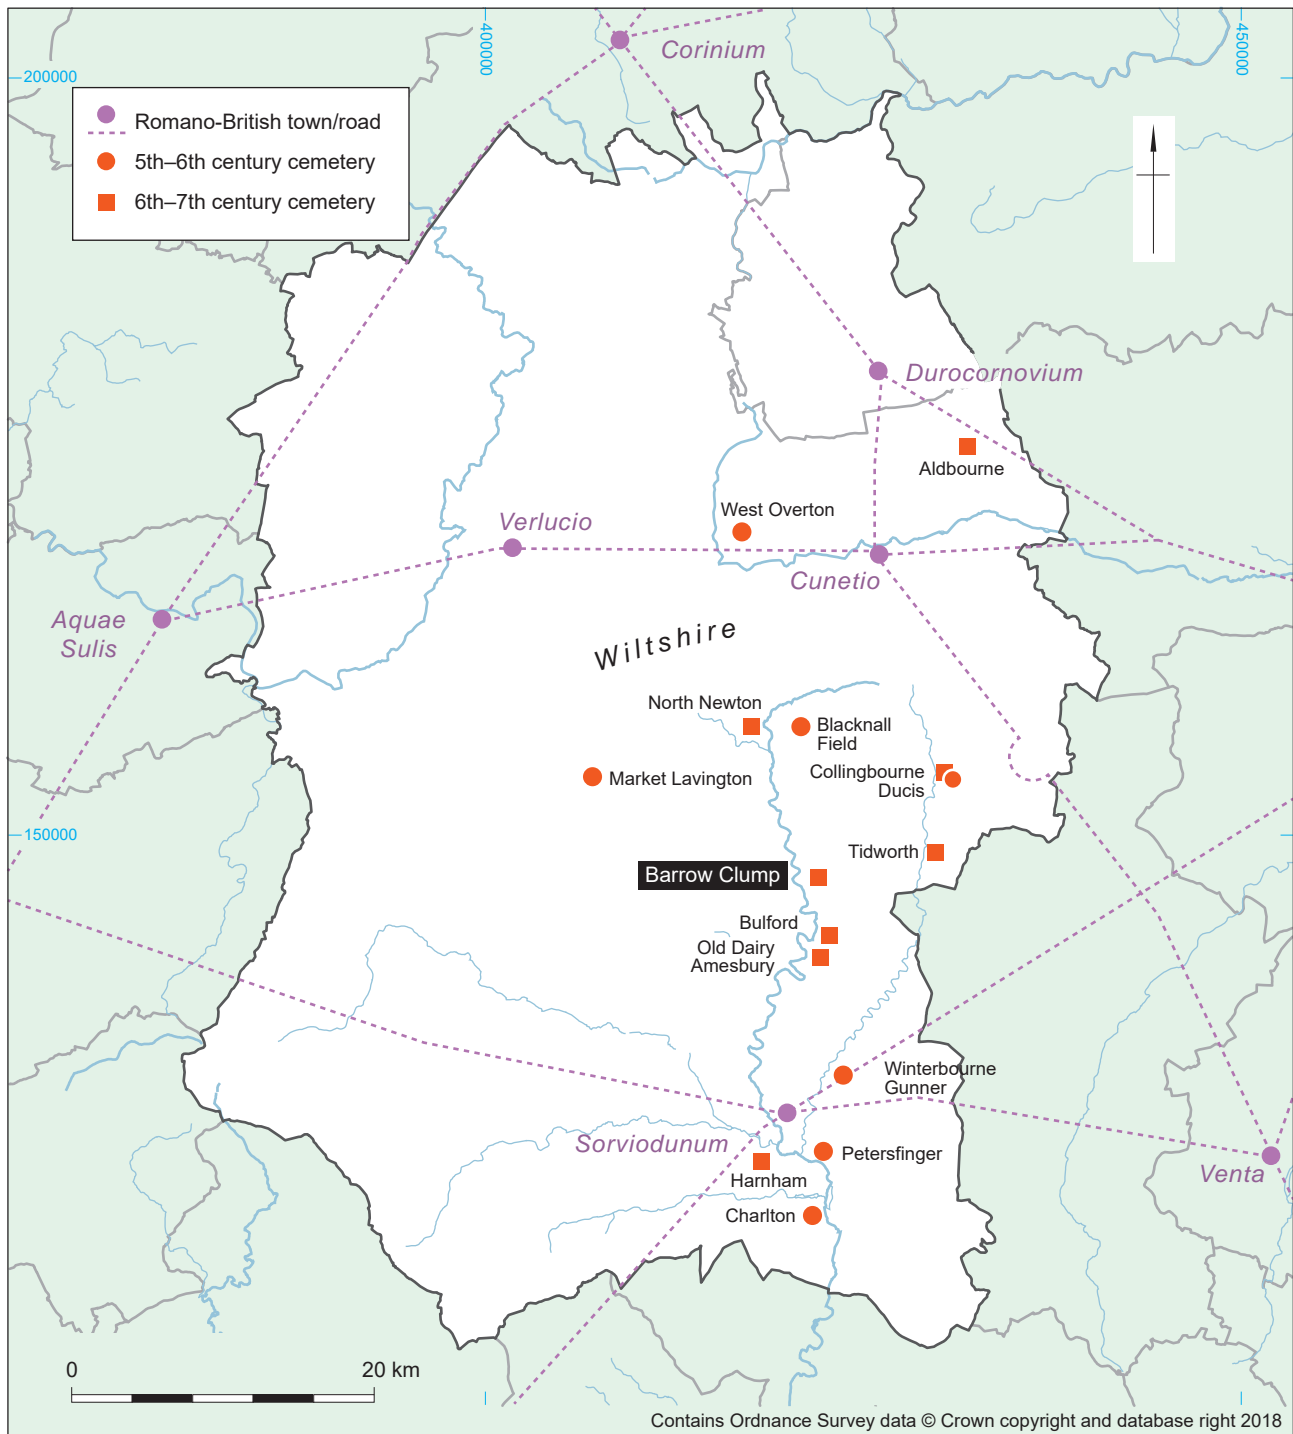 Corinium
400000
450000
200000
Romano-British town/road
5th–6th century cemetery
6th–7th century cemetery
Durocornovium
Aldbourne
West Overton
Verlucio
Cunetio
Aquae
Sulis
Wiltshire
North Newton
Blacknall
Field
Collingbourne
Ducis
Market Lavington
150000
Tidworth
Barrow Clump
Bulford
Old Dairy
Amesbury
Winterbourne
Gunner
Sorviodunum
Petersfinger
Venta
Harnham
Charlton
0 20 km
Contains Ordnance Survey data © Crown copyright and database right 2018